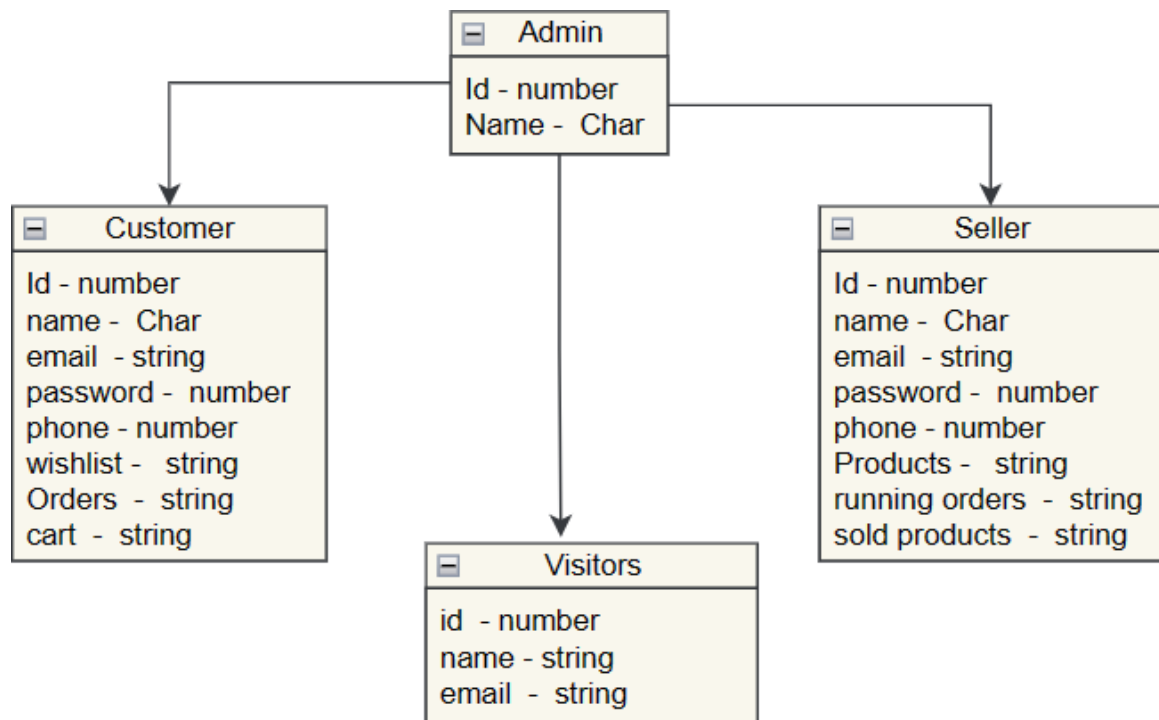 Admin
Id - number
Name -  Char
Customer
Id - number
name -  Char
email  - string
password -  number
phone - number
wishlist -   string
Orders  -  string
cart  -  string
Seller
Id - number
name -  Char
email  - string
password -  number
phone - number
Products -   string
running orders  -  string
sold products  -  string
Visitors
id  - number
name - string
email  -  string